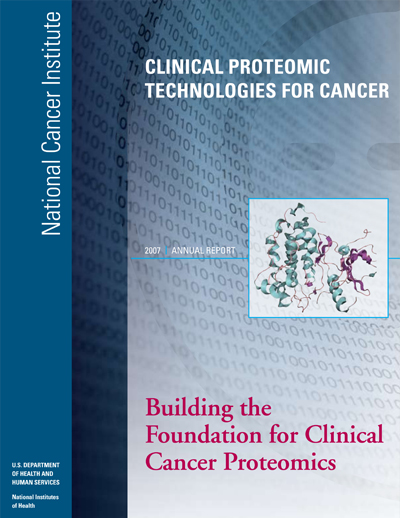 National Cancer Institute
CLINICAL PROTEOMIC
TECHNOLOGIES FOR CANCER
2007 | ANNUAL REPORT
Building the
Foundation for Clinical
Cancer Proteomics
U.S. DEPARTMENT
OF HEALTH AND
HUMAN SERVICES
National Institutes
of Health